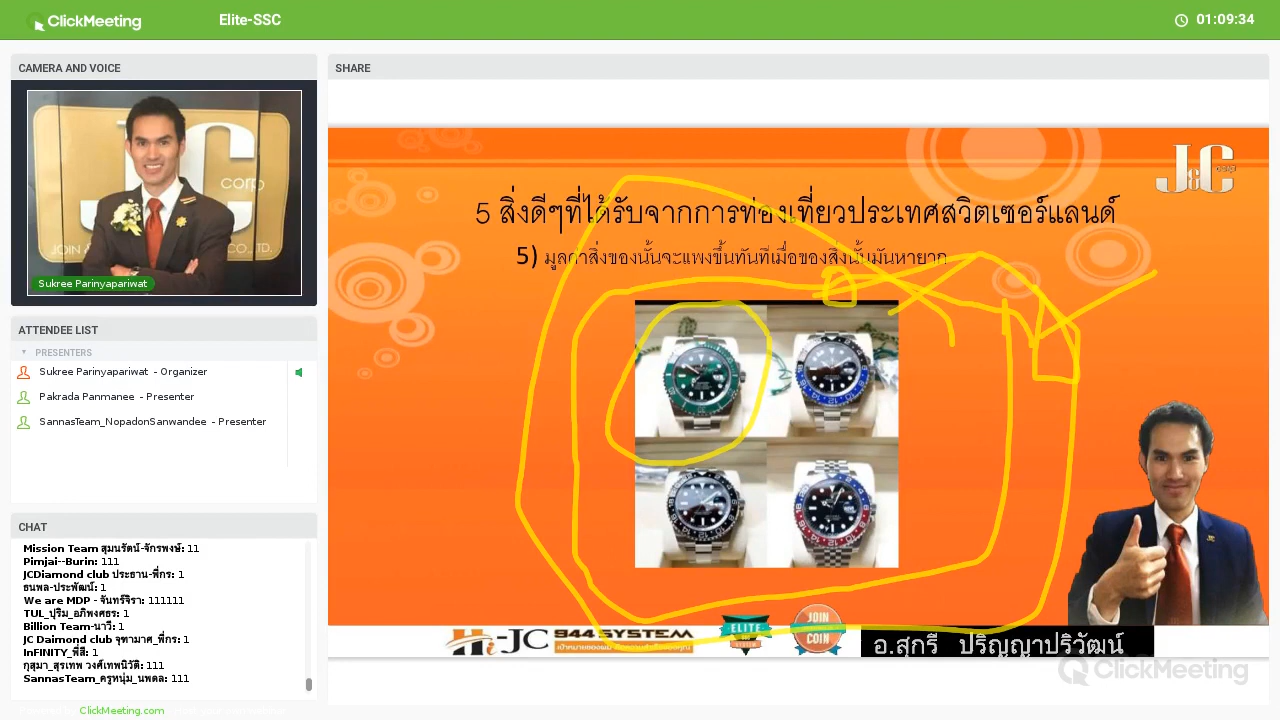 ClickMeeting
Elite-SSC
01:09:34
CAMERA AND VOICE
J&C
corp
Sukree Parinyapariwat
ATTENDEE LIST
PRESENTERS
Sukree Parinyapariwat - Organizer
Pakrada Panmanee - Presenter
SannasTeam_NopadonSanwandee - Presenter
CHAT
Mission Team สุมนรัตน์-จักรพงษ์: 11
Pimjai--Burin: 111
JCDiamond club ประธาน-พี่กร: 1
ธนพล-ประพัฒน์: 1
We are MDP - จันทร์จิรา: 111111
TUL_ปุริม_อภิพงศธร: 1
Billion Team-นาวี: 1
JC Daimond club จุฑามาศ_พี่กร: 1
InFINITY_พี่สี: 1
กุสุมา_สุรเทพ วงศ์เทพนิวัติ: 111
SannasTeam_ครูหนุ่ม_นพดล: 111
ClickMeeting.com
SHARE
J&C
corp
5 สิ่งดีๆที่ได้รับจากการท่องเที่ยวประเทศสวิตเซอร์แลนด์
5) มูลค่าสิ่งของนั้นจะแพงขึ้นทันทีเมื่อของสิ่งนั้นมันหายาก
Hi-JC 944 SYSTEM
ELITE
JOIN
COIN
อ.สุกรี ปริญญาปริวัฒน์
ClickMeeting